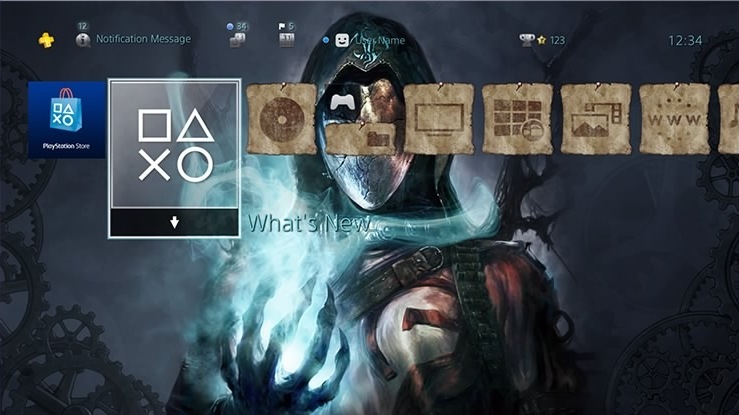 12
34
5
Notification Message
User Name
123
12:34
PlayStation Store
www
What's New